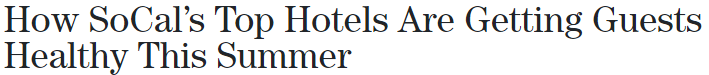 How SoCal’s Top Hotels Are Getting Guests
Healthy This Summer